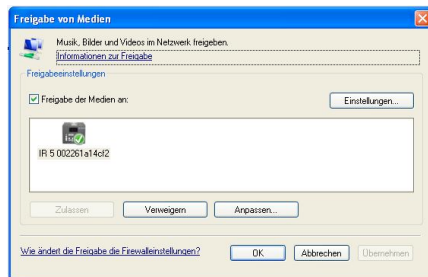 Freigabe von Medien
Musik, Bilder und Videos im Netzwerk freigeben.
Informationen zur Freigabe
Freigabeeinstellungen
Freigabe der Medien an:
Einstellungen...
IR 5 002261a14cf2
Zulassen
Verweigern
Anpassen...
Wie ändert die Freigabe die Firewalleinstellungen?
OK
Abbrechen
Übernehmen